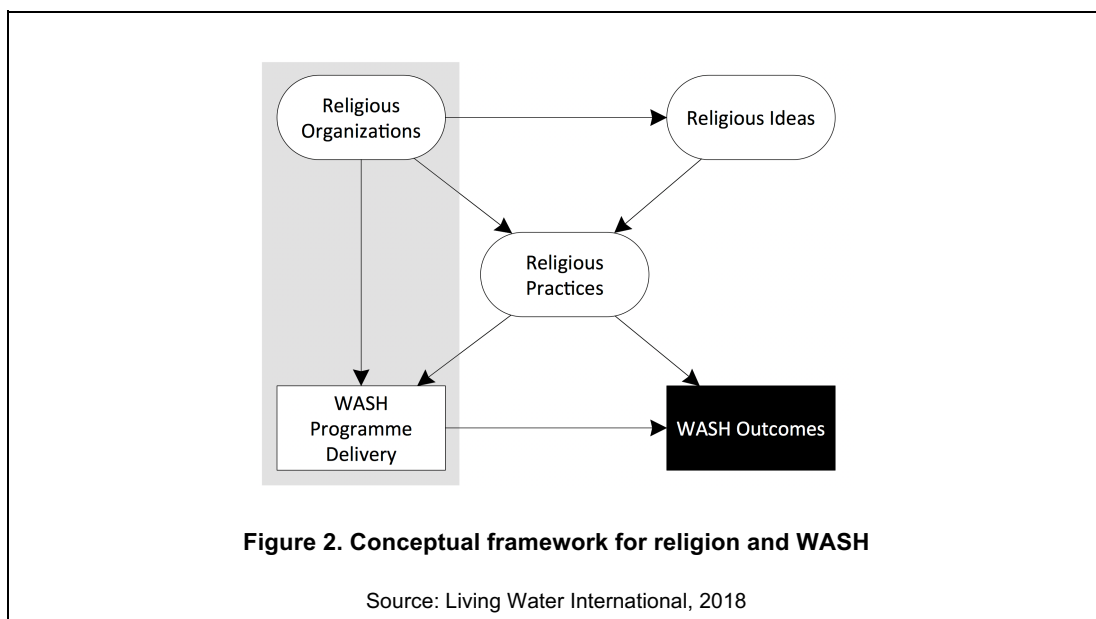 Religious
Organizations
Religious Ideas
Religious
Practices
WASH
Programme
Delivery
WASH Outcomes
Figure 2. Conceptual framework for religion and WASH
Source: Living Water International, 2018